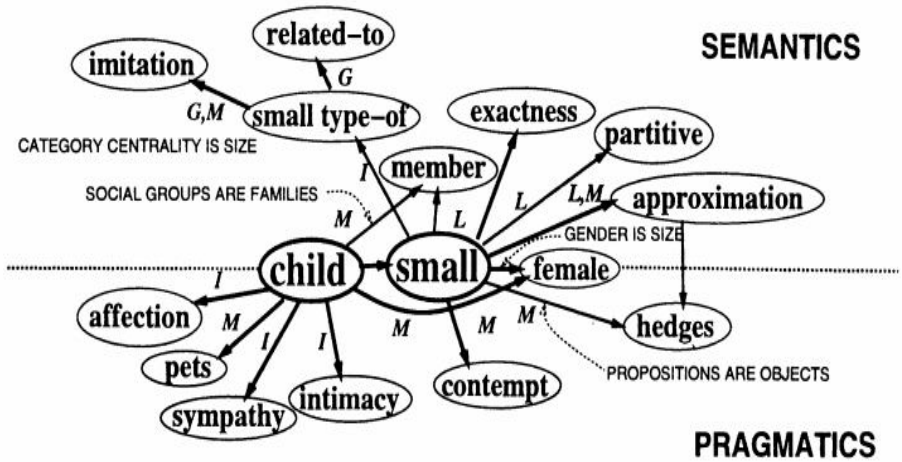 related-to
SEMANTICS
imitation
G
G,M
small type-of
exactness
partitive
CATEGORY CENTRALITY IS SIZE
member
I
L
L,M
approximation
SOCIAL GROUPS ARE FAMILIES
M
L
GENDER IS SIZE
child
small
female
I
affection
M
M
M
M
hedges
I
I
pets
PROPOSITIONS ARE OBJECTS
intimacy
contempt
sympathy
PRAGMATICS